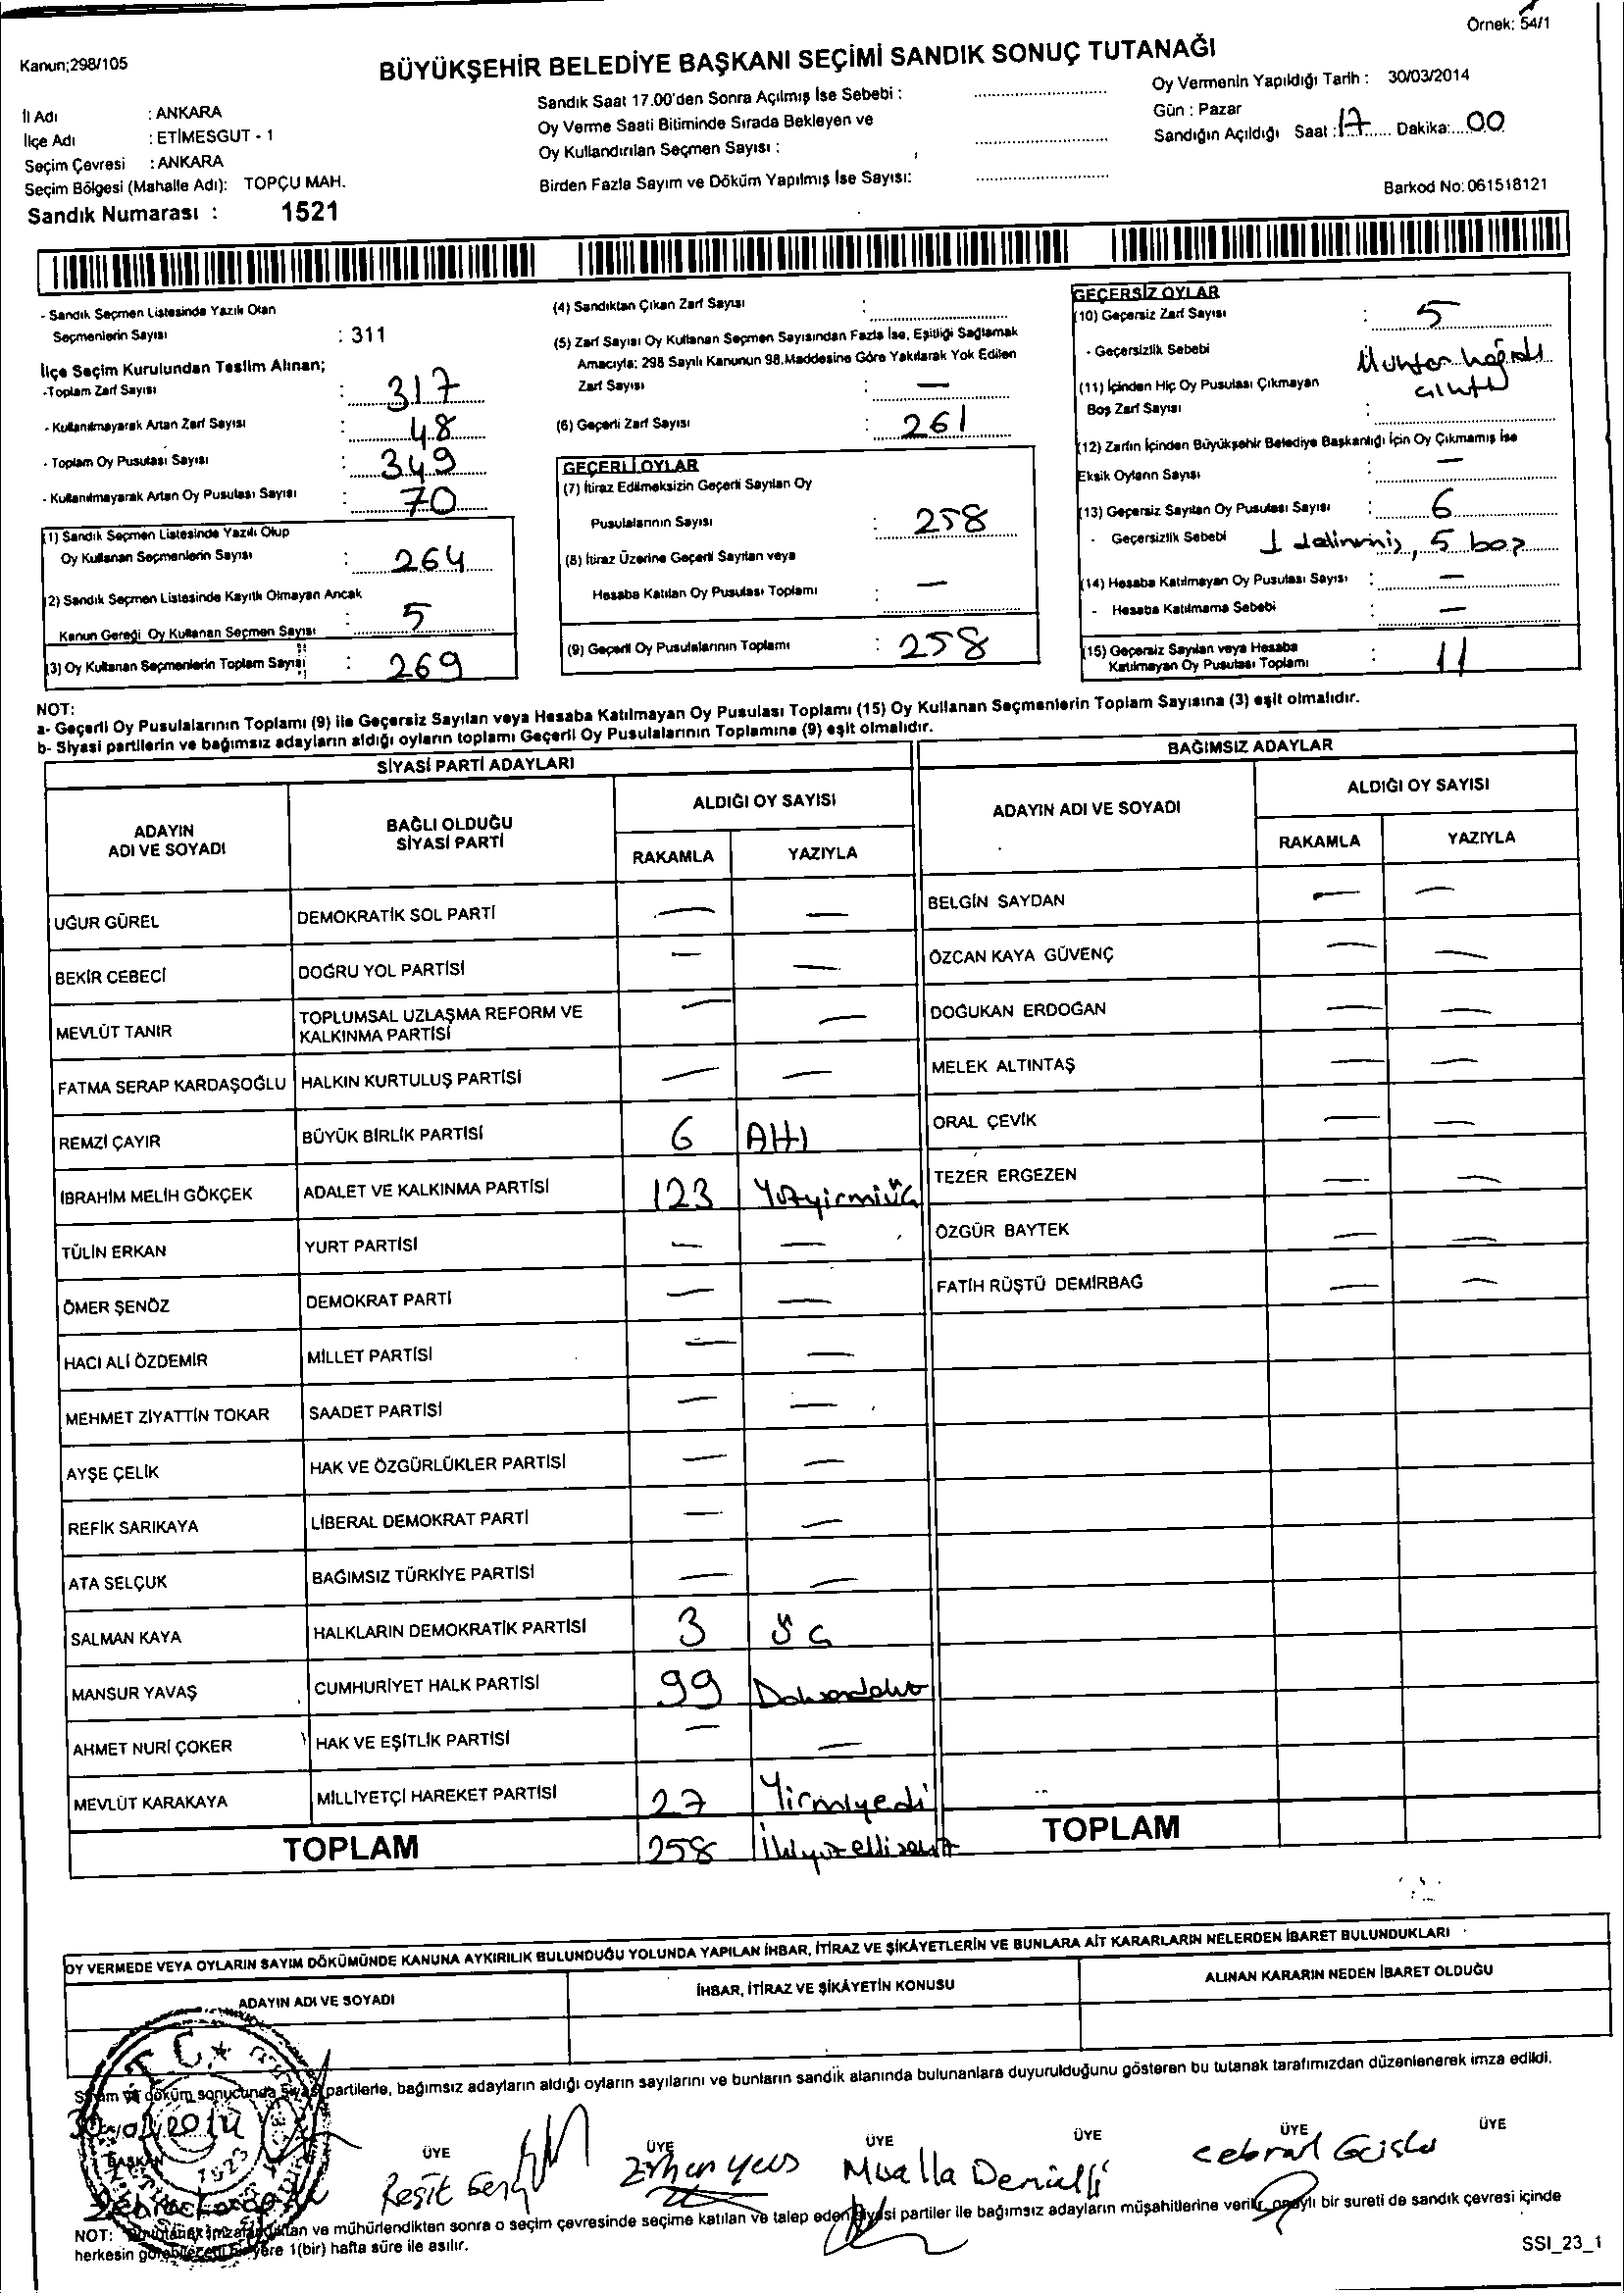 Örnek: 54/1
Kanun;298/105
BÜYÜKŞEHİR BELEDİYE BAŞKANI SEÇİMİ SANDIK SONUÇ TUTANAĞI
İl Adı : ANKARA
İlçe Adı : ETİMESGUT - 1
Seçim Çevresi : ANKARA
Seçim Bölgesi (Mahalle Adı): TOPÇU MAH.
Sandık Numarası : 1521
Sandık Saat 17.00'den Sonra Açılmış İse Sebebi :
Oy Verme Saati Bitiminde Sırada Bekleyen ve
Oy Kullandırılan Seçmen Sayısı :
Birden Fazla Sayım ve Döküm Yapılmış İse Sayısı:
Oy Vermenin Yapıldığı Tarih : 30/03/2014
Gün : Pazar
Sandığın Açıldığı Saat : 17 Dakika: 00
Barkod No: 061518121
- Sandık Seçmen Listesinde Yazılı Olan
Seçmenlerin Sayısı : 311
İlçe Seçim Kurulundan Teslim Alınan;
-Toplam Zarf Sayısı : 317
- Kullanılmayarak Artan Zarf Sayısı : 48
- Toplam Oy Pusulası Sayısı : 349
- Kullanılmayarak Artan Oy Pusulası Sayısı : 70
(1) Sandık Seçmen Listesinde Yazılı Olup
Oy Kullanan Seçmenlerin Sayısı : 264
(2) Sandık Seçmen Listesinde Kayıtlı Olmayan Ancak
Kanun Gereği Oy Kullanan Seçmen Sayısı : 5
(3) Oy Kullanan Seçmenlerin Toplam Sayısı : 269
(4) Sandıktan Çıkan Zarf Sayısı :
(5) Zarf Sayısı Oy Kullanan Seçmen Sayısından Fazla İse, Eşitliği Sağlamak
Amacıyla: 298 Sayılı Kanunun 98.Maddesine Göre Yakılarak Yok Edilen
Zarf Sayısı : —
(6) Geçerli Zarf Sayısı : 261
GEÇERLİ OYLAR
(7) İtiraz Edilmeksizin Geçerli Sayılan Oy
Pusulalarının Sayısı : 258
(8) İtiraz Üzerine Geçerli Sayılan veya
Hesaba Katılan Oy Pusulası Toplamı : —
(9) Geçerli Oy Pusulalarının Toplamı : 258
GEÇERSİZ OYLAR
(10) Geçersiz Zarf Sayısı : 5
- Geçersizlik Sebebi
(11) İçinden Hiç Oy Pusulası Çıkmayan
Boş Zarf Sayısı :
(12) Zarfın İçinden Büyükşehir Belediye Başkanlığı İçin Oy Çıkmamış İse
Eksik Oyların Sayısı : —
(13) Geçersiz Sayılan Oy Pusulası Sayısı : 6
- Geçersizlik Sebebi 1 delinmiş, 5 boş
(14) Hesaba Katılmayan Oy Pusulası Sayısı : —
- Hesaba Katılmama Sebebi : —
(15) Geçersiz Sayılan veya Hesaba
Katılmayan Oy Pusulası Toplamı : 11
NOT:
a- Geçerli Oy Pusulalarının Toplamı (9) ile Geçersiz Sayılan veya Hesaba Katılmayan Oy Pusulası Toplamı (15) Oy Kullanan Seçmenlerin Toplam Sayısına (3) eşit olmalıdır.
b- Siyasi partilerin ve bağımsız adayların aldığı oyların toplamı Geçerli Oy Pusulalarının Toplamına (9) eşit olmalıdır.
SİYASİ PARTİ ADAYLARI
ADAYIN ADI VE SOYADI BAĞLI OLDUĞU SİYASİ PARTİ ALDIĞI OY SAYISI
RAKAMLA YAZIYLA
UĞUR GÜREL DEMOKRATİK SOL PARTİ — —
BEKİR CEBECİ DOĞRU YOL PARTİSİ — —
MEVLÜT TANIR TOPLUMSAL UZLAŞMA REFORM VE KALKINMA PARTİSİ — —
FATMA SERAP KARDAŞOĞLU HALKIN KURTULUŞ PARTİSİ — —
REMZİ ÇAYIR BÜYÜK BİRLİK PARTİSİ 6 Altı
İBRAHİM MELİH GÖKÇEK ADALET VE KALKINMA PARTİSİ 123 Yüzyirmiüç
TÜLİN ERKAN YURT PARTİSİ — —
ÖMER ŞENÖZ DEMOKRAT PARTİ — —
HACI ALİ ÖZDEMİR MİLLET PARTİSİ — —
MEHMET ZİYATTİN TOKAR SAADET PARTİSİ — —
AYŞE ÇELİK HAK VE ÖZGÜRLÜKLER PARTİSİ — —
REFİK SARIKAYA LİBERAL DEMOKRAT PARTİ — —
ATA SELÇUK BAĞIMSIZ TÜRKİYE PARTİSİ — —
SALMAN KAYA HALKLARIN DEMOKRATİK PARTİSİ 3 Üç
MANSUR YAVAŞ CUMHURİYET HALK PARTİSİ 99 Doksandokuz
AHMET NURİ ÇOKER HAK VE EŞİTLİK PARTİSİ — —
MEVLÜT KARAKAYA MİLLİYETÇİ HAREKET PARTİSİ 27 Yirmiyedi
TOPLAM 258 İkiyüzellisekiz
BAĞIMSIZ ADAYLAR
ADAYIN ADI VE SOYADI ALDIĞI OY SAYISI
RAKAMLA YAZIYLA
BELGİN SAYDAN — —
ÖZCAN KAYA GÜVENÇ — —
DOĞUKAN ERDOĞAN — —
MELEK ALTINTAŞ — —
ORAL ÇEVİK — —
TEZER ERGEZEN — —
ÖZGÜR BAYTEK — —
FATİH RÜŞTÜ DEMİRBAĞ — —
TOPLAM
OY VERMEDE VEYA OYLARIN SAYIM DÖKÜMÜNDE KANUNA AYKIRILIK BULUNDUĞU YOLUNDA YAPILAN İHBAR, İTİRAZ VE ŞİKÂYETLERİN VE BUNLARA AİT KARARLARIN NELERDEN İBARET BULUNDUKLARI
ADAYIN ADI VE SOYADI İHBAR, İTİRAZ VE ŞİKÂYETİN KONUSU ALINAN KARARIN NEDEN İBARET OLDUĞU
Sayım ve döküm sonucunda siyasi partilerle, bağımsız adayların aldığı oyların sayılarını ve bunların sandık alanında bulunanlara duyurulduğunu gösteren bu tutanak tarafımızdan düzenlenerek imza edildi.
T.C.
BAŞKAN ÜYE ÜYE ÜYE ÜYE ÜYE ÜYE
Reşit
NOT: Bu tutanak imzalandıktan ve mühürlendikten sonra o seçim çevresinde seçime katılan ve talep eden siyasi partiler ile bağımsız adayların müşahitlerine verilir, onaylı bir sureti de sandık çevresi içinde
herkesin görebileceği bir yere 1(bir) hafta süre ile asılır.
SSI_23_1